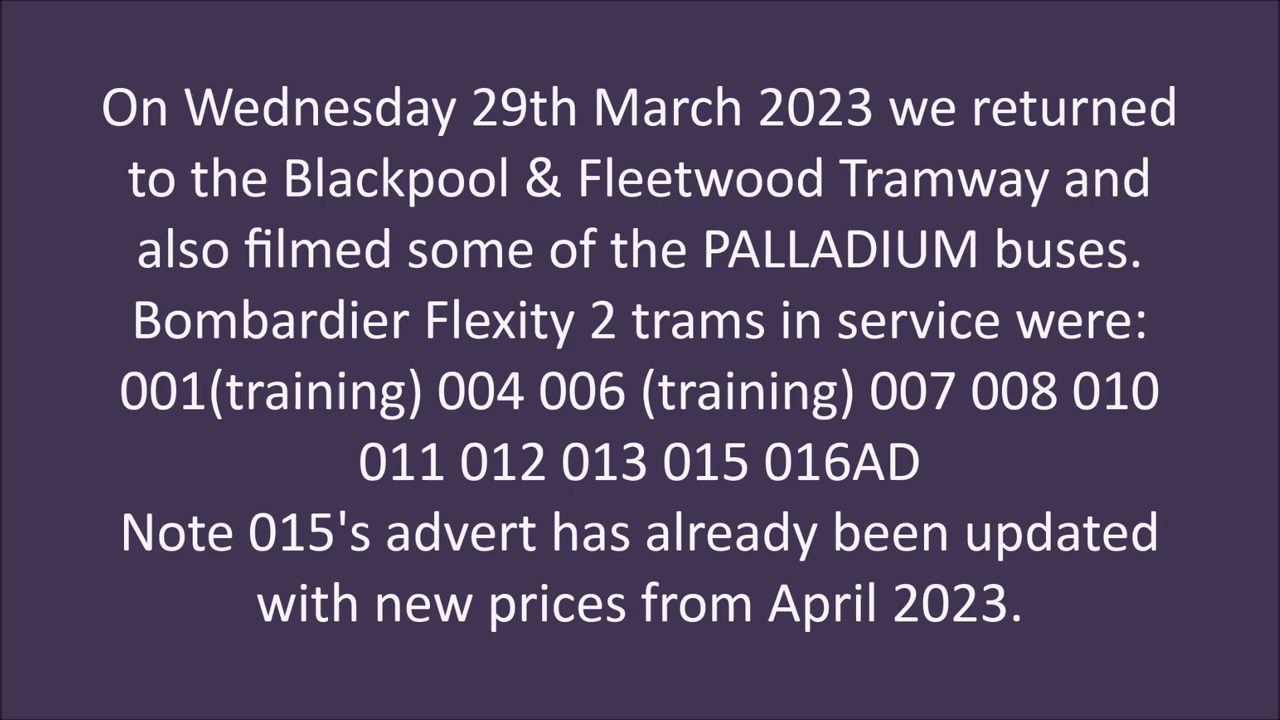 On Wednesday 29th March 2023 we returned
to the Blackpool & Fleetwood Tramway and
also filmed some of the PALLADIUM buses.
Bombardier Flexity 2 trams in service were:
001(training) 004 006 (training) 007 008 010
011 012 013 015 016AD
Note 015's advert has already been updated
with new prices from April 2023.